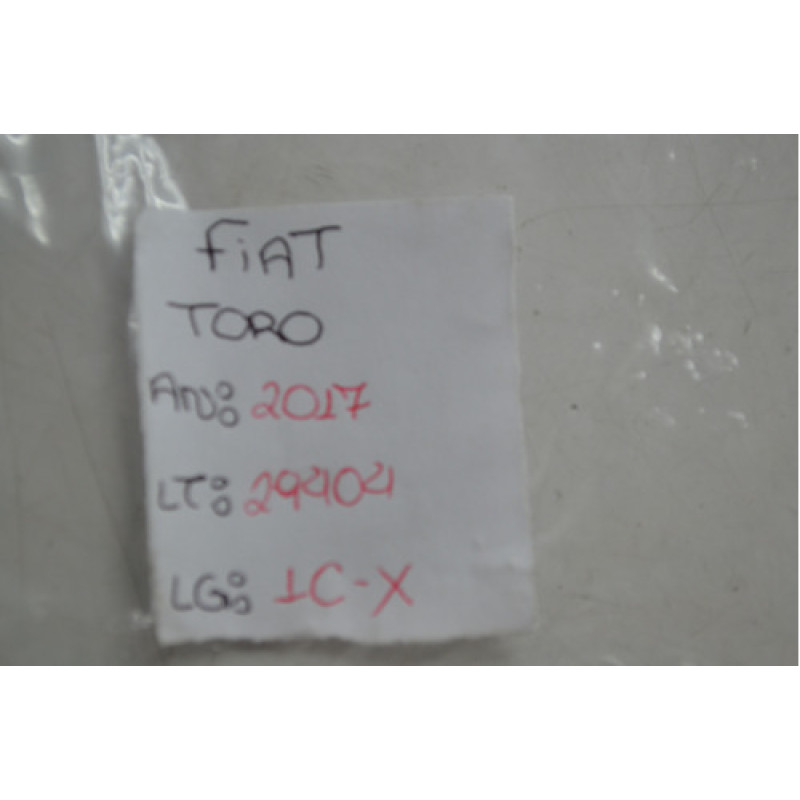 FiAT
TORO
Ano: 2017
LT: 29404
LG: 1C-X